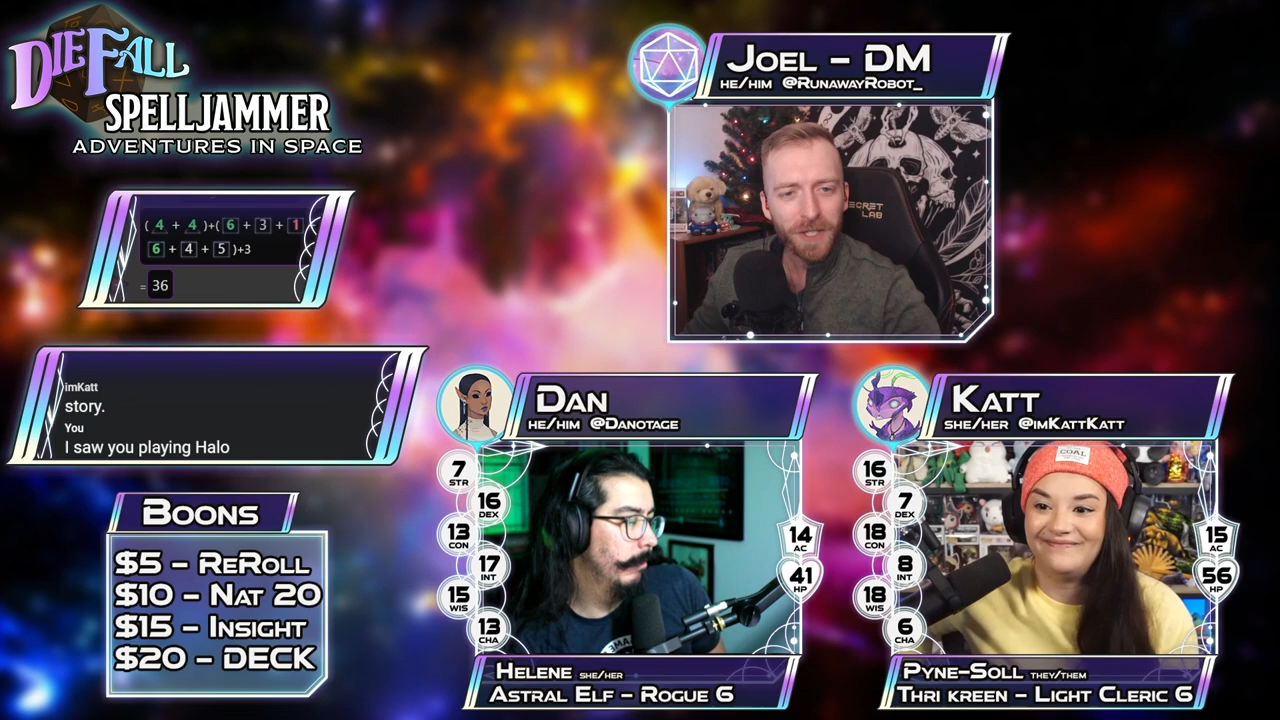 DieFall
SPELLJAMMER
ADVENTURES IN SPACE
( 4 + 4 )+( 6 + 3 + 1
6 + 4 + 5 )+3
= 36
imKatt
story.
You
I saw you playing Halo
Boons
$5 – ReRoll
$10 – Nat 20
$15 – Insight
$20 – DECK
Joel – DM
he/him @RunawayRobot_
SECRET
LAB
Dan
he/him @Danotage
7
STR
16
DEX
13
CON
17
INT
15
WIS
13
CHA
14
AC
41
HP
Helene she/her
Astral Elf – Rogue 6
Katt
she/her @imKattKatt
COAL
16
STR
7
DEX
18
CON
8
INT
18
WIS
6
CHA
15
AC
56
HP
Pyne-Soll they/them
Thri kreen – Light Cleric 6